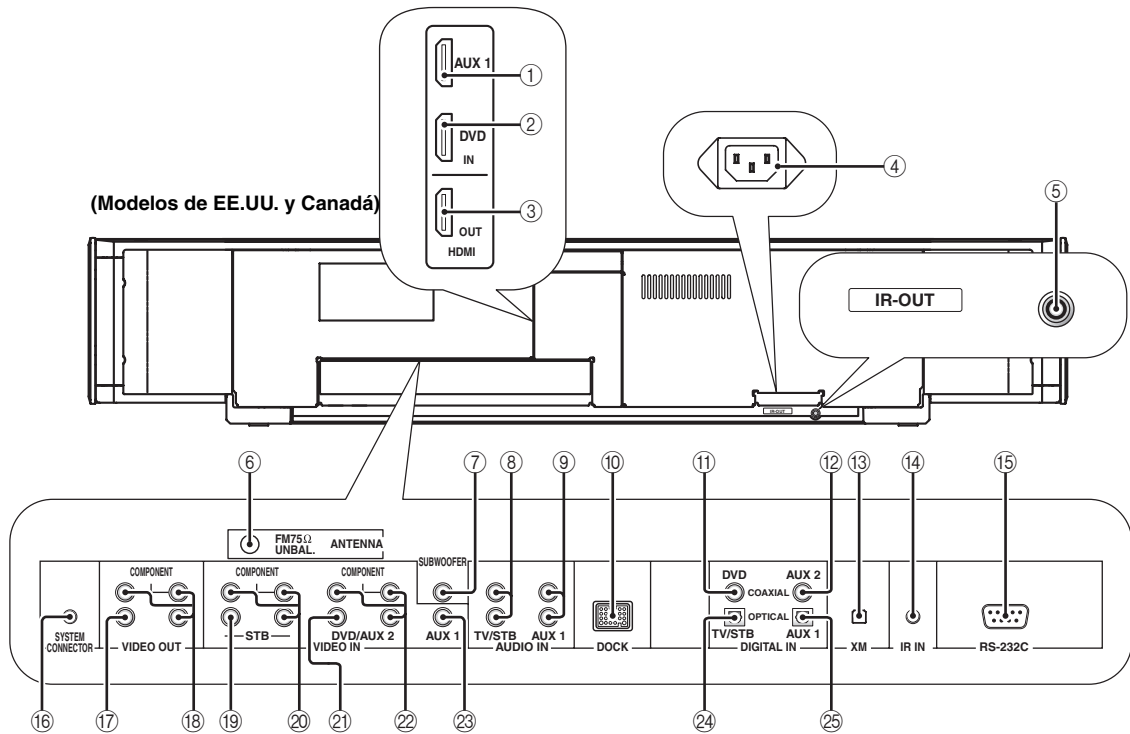 AUX 1
①
②
DVD
IN
④
(Modelos de EE.UU. y Canadá)
③
OUT
HDMI
⑤
IR-OUT
IR-OUT
⑥ ⑦ ⑧ ⑨ ⑩ ⑪ ⑫ ⑬ ⑭ ⑮
FM75Ω
UNBAL. ANTENNA
COMPONENT COMPONENT COMPONENT SUBWOOFER DVD AUX 2
COAXIAL
OPTICAL
SYSTEM
CONNECTOR
VIDEO OUT
STB
DVD/AUX 2
VIDEO IN
AUX 1
TV/STB AUX 1
AUDIO IN
DOCK
TV/STB AUX 1
DIGITAL IN
XM IR IN RS-232C
⑯ ⑰ ⑱ ⑲ ⑳ ㉑ ㉒ ㉓ ㉔ ㉕